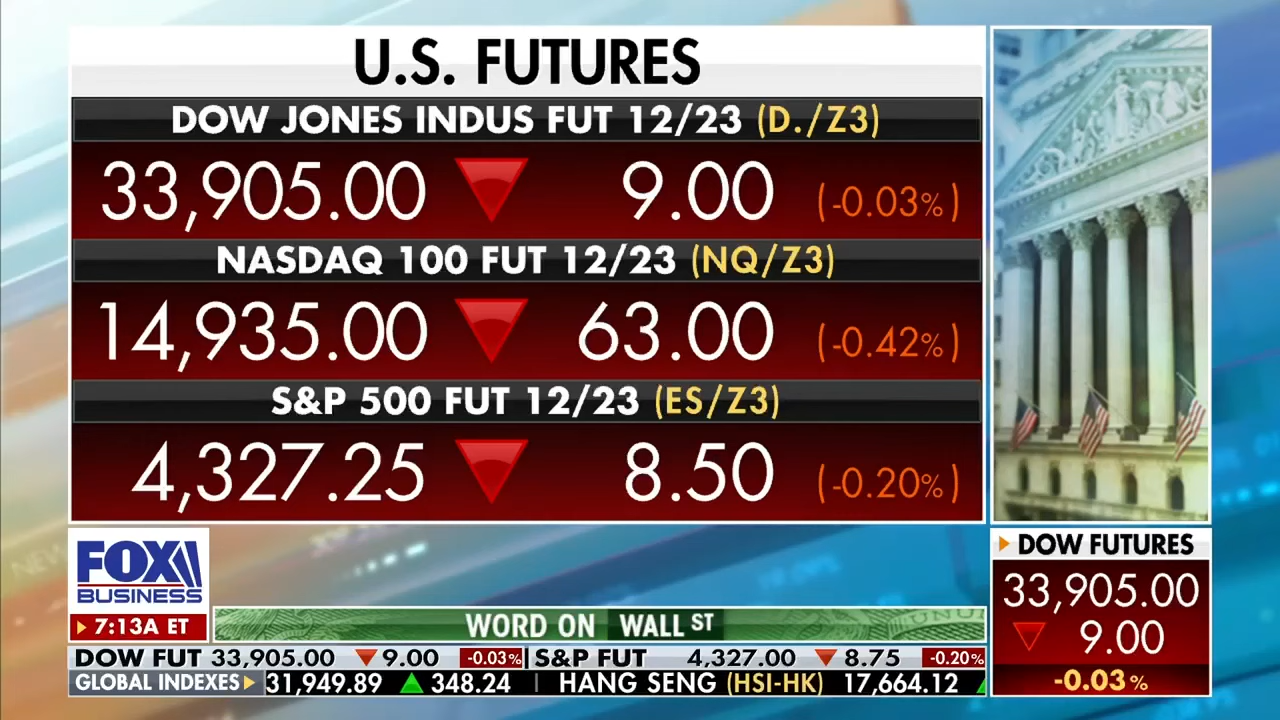 U.S. FUTURES
DOW JONES INDUS FUT 12/23 (D./Z3)
33,905.00 ▼ 9.00 (-0.03%)
NASDAQ 100 FUT 12/23 (NQ/Z3)
14,935.00 ▼ 63.00 (-0.42%)
S&P 500 FUT 12/23 (ES/Z3)
4,327.25 ▼ 8.50 (-0.20%)
FOX BUSINESS
7:13A ET
WORD ON WALL ST
DOW FUTURES
33,905.00
▼ 9.00
-0.03%
DOW FUT 33,905.00 ▼9.00 -0.03% S&P FUT 4,327.00 ▼8.75 -0.20%
GLOBAL INDEXES 31,949.89 ▲ 348.24 | HANG SENG (HSI-HK) 17,664.12